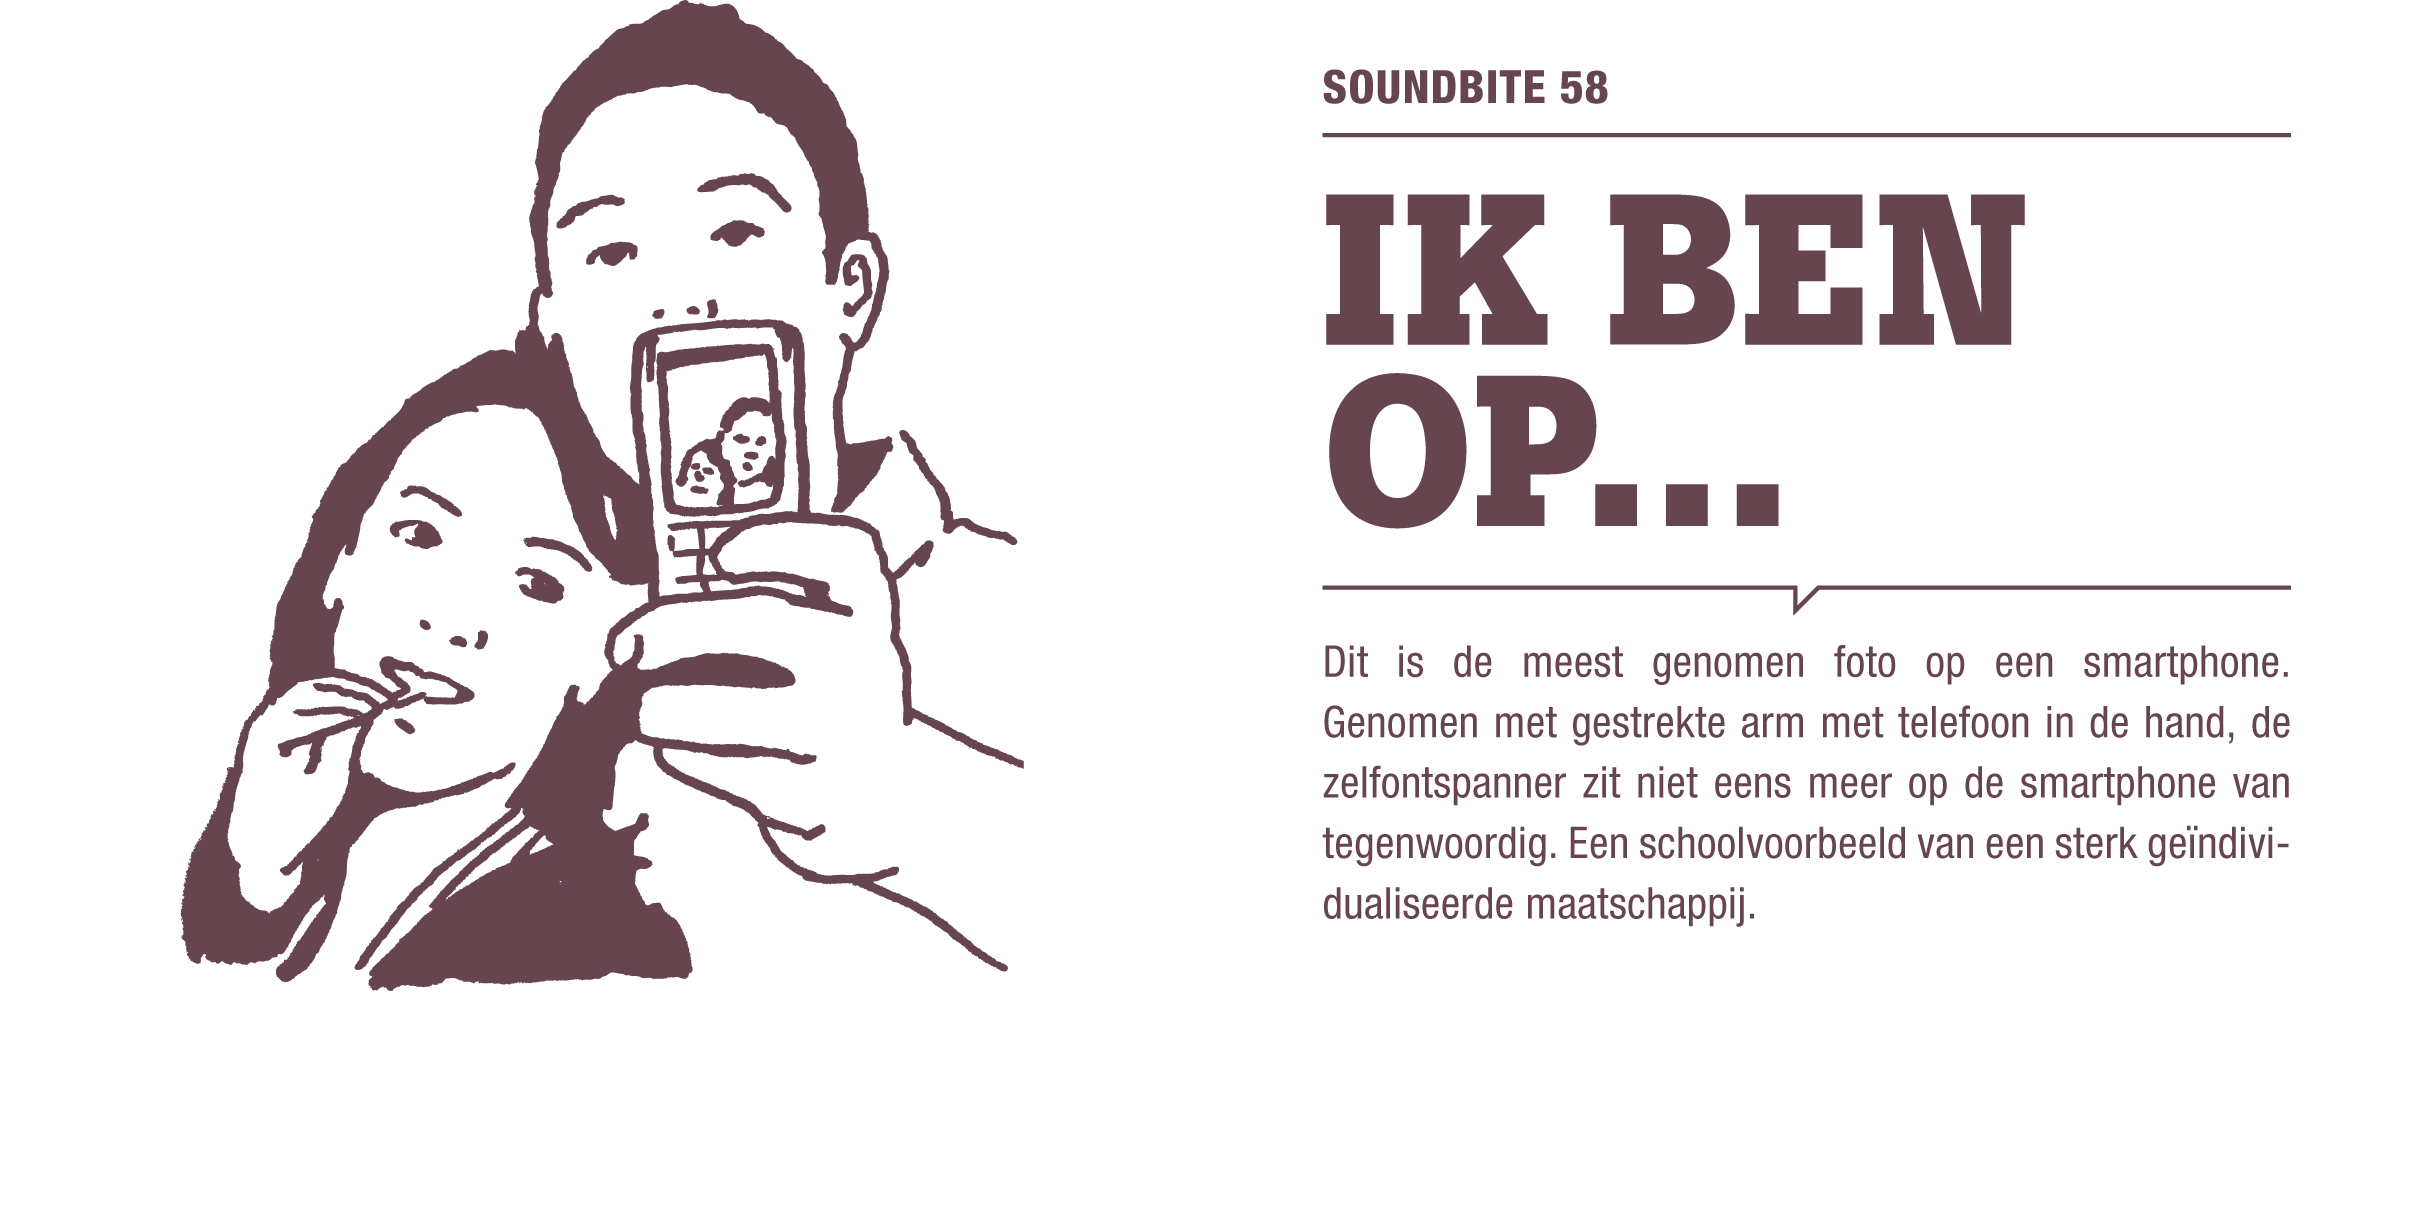 SOUNDBITE 58
IK BEN
OP...
Dit is de meest genomen foto op een smartphone.
Genomen met gestrekte arm met telefoon in de hand, de
zelfontspanner zit niet eens meer op de smartphone van
tegenwoordig. Een schoolvoorbeeld van een sterk geïndivi-
dualiseerde maatschappij.